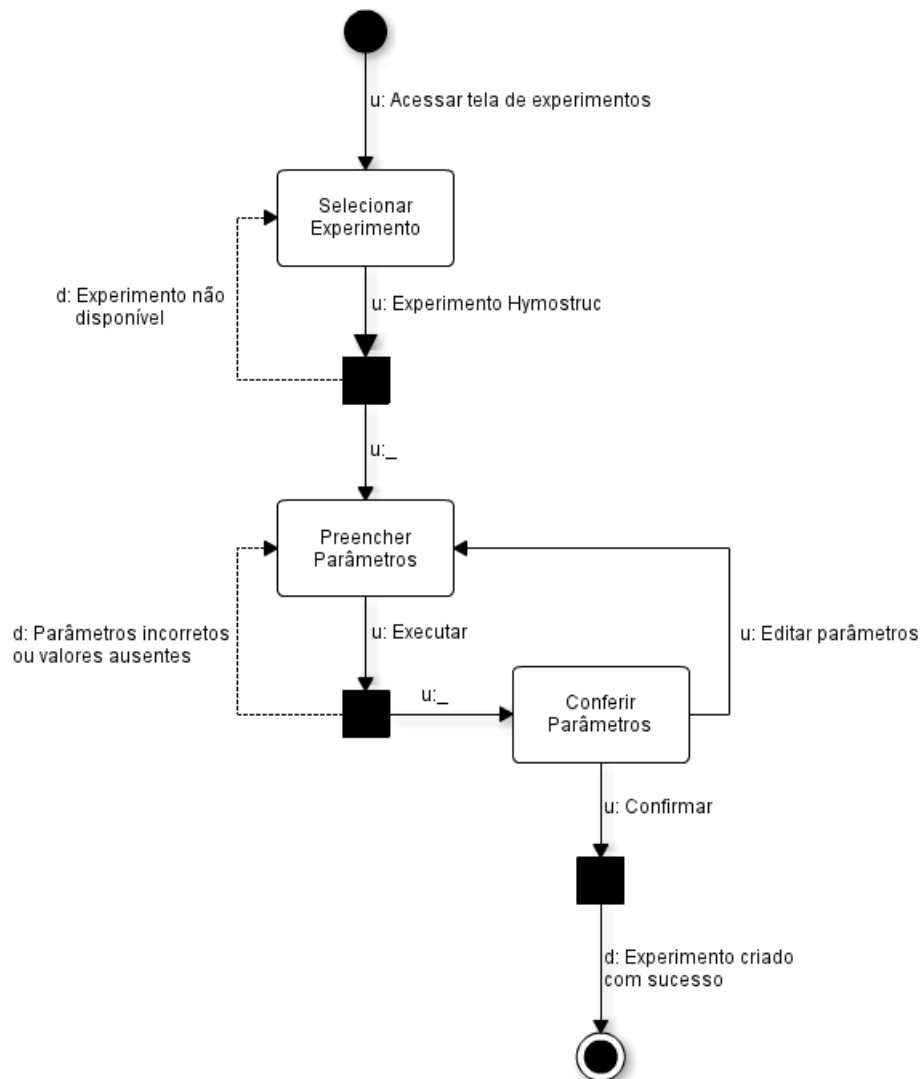 u: Acessar tela de experimentos
Selecionar
Experimento
d: Experimento não
disponível
u: Experimento Hymostruc
u:_
Preencher
Parâmetros
d: Parâmetros incorretos
ou valores ausentes
u: Executar
u: Editar parâmetros
u:_
Conferir
Parâmetros
u: Confirmar
d: Experimento criado
com sucesso